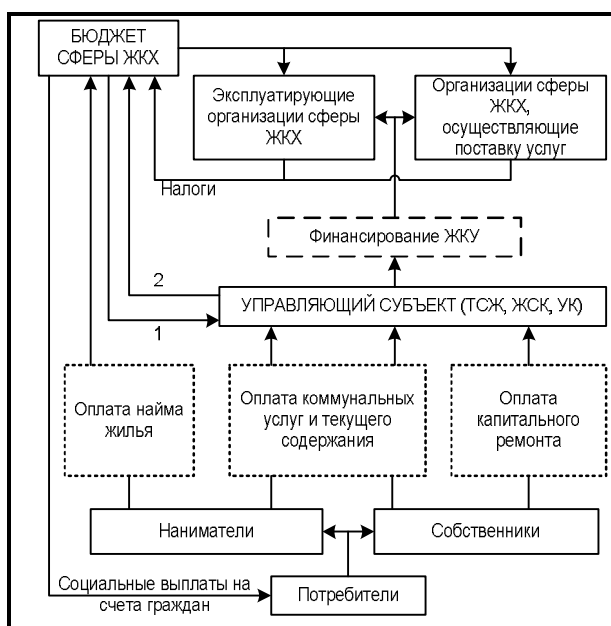 БЮДЖЕТ
СФЕРЫ ЖКХ
Эксплуатирующие
организации сферы
ЖКХ
Организации сферы
ЖКХ,
осуществляющие
поставку услуг
Налоги
Финансирование ЖКУ
2
УПРАВЛЯЮЩИЙ СУБЪЕКТ (ТСЖ, ЖСК, УК)
1
Оплата найма
жилья
Оплата коммунальных
услуг и текущего
содержания
Оплата
капитального
ремонта
Наниматели
Собственники
Социальные выплаты на
счета граждан
Потребители